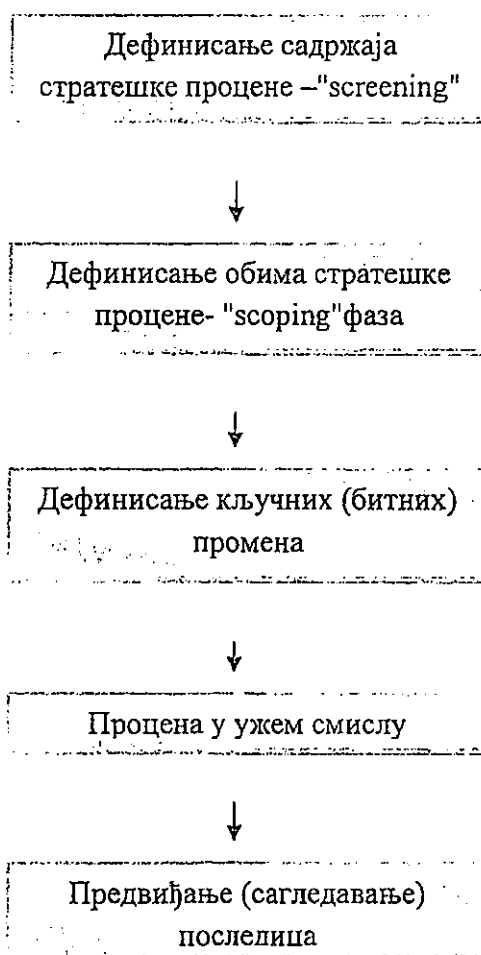 Дефинисање садржаја
стратешке процене –"screening"
Дефинисање обима стратешке
процене- "scoping"фаза
Дефинисање кључних (битних)
промена
Процена у ужем смислу
Предвиђање (сагледавање)
последица